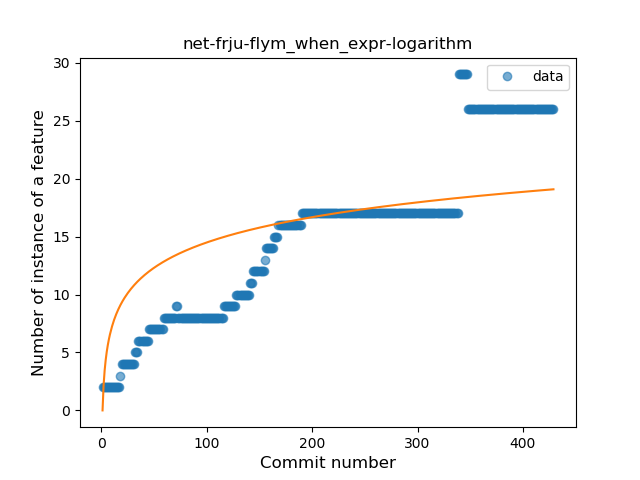 net-frju-flym_when_expr-logarithm
data
Number of instance of a feature
30
25
20
15
10
5
0
0 100 200 300 400
Commit number